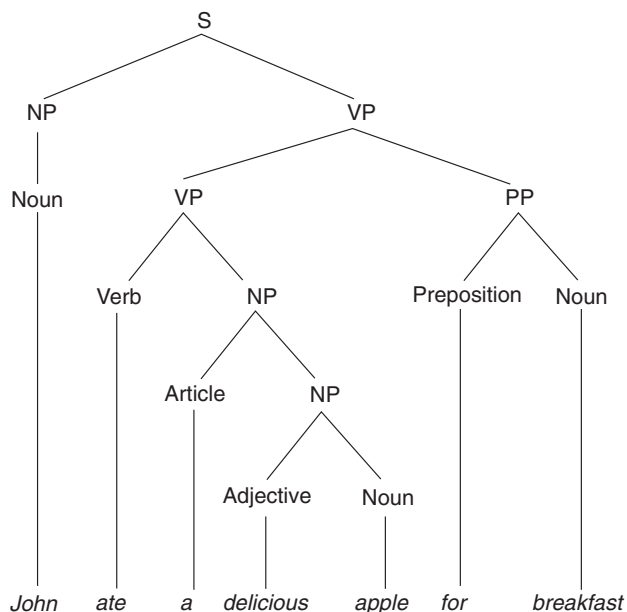 S
NP VP
Noun VP PP
Verb NP Preposition Noun
Article NP
Adjective Noun
John ate a delicious apple for breakfast